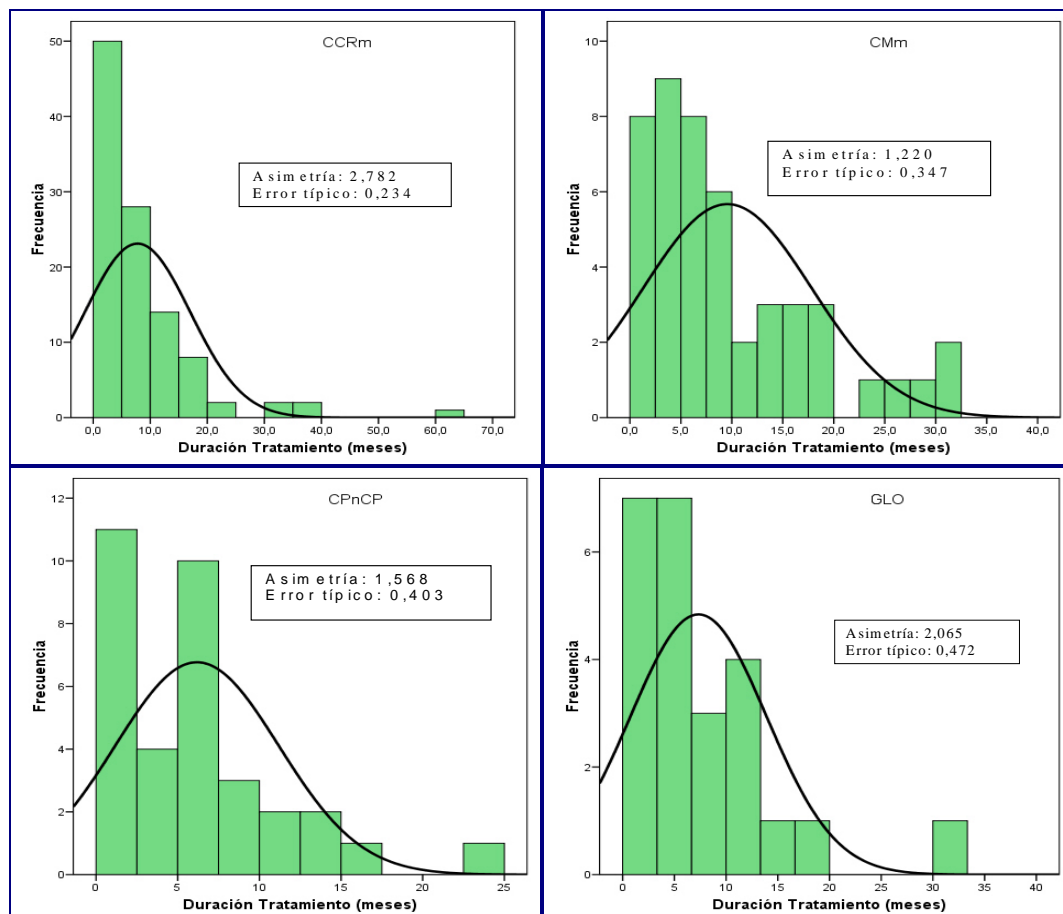 CCRm
50
40
30
20
10
0
Frecuencia
Asimetría: 2,782
Error típico: 0,234
0,0 10,0 20,0 30,0 40,0 50,0 60,0 70,0
Duración Tratamiento (meses)
CMm
10
8
6
4
2
0
Frecuencia
Asimetría: 1,220
Error típico: 0,347
0,0 5,0 10,0 15,0 20,0 25,0 30,0 35,0 40,0
Duración Tratamiento (meses)
CPnCP
12
10
8
6
4
2
0
Frecuencia
Asimetría: 1,568
Error típico: 0,403
0 5 10 15 20 25
Duración Tratamiento (meses)
GLO
6
4
2
0
Frecuencia
Asimetría: 2,065
Error típico: 0,472
0 5 10 20 30 40
Duración Tratamiento (meses)